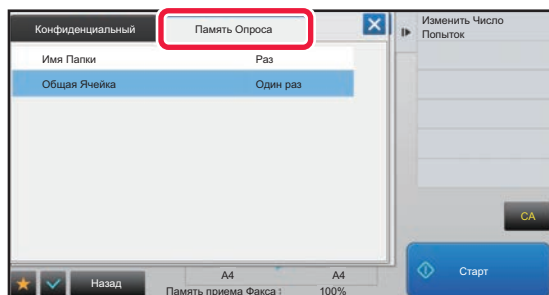 Конфиденциальный
Память Опроса
Имя Папки
Раз
Общая Ячейка
Один раз
Изменить Число
Попыток
CA
Старт
Назад
A4
A4
Память приема Факса :
100%